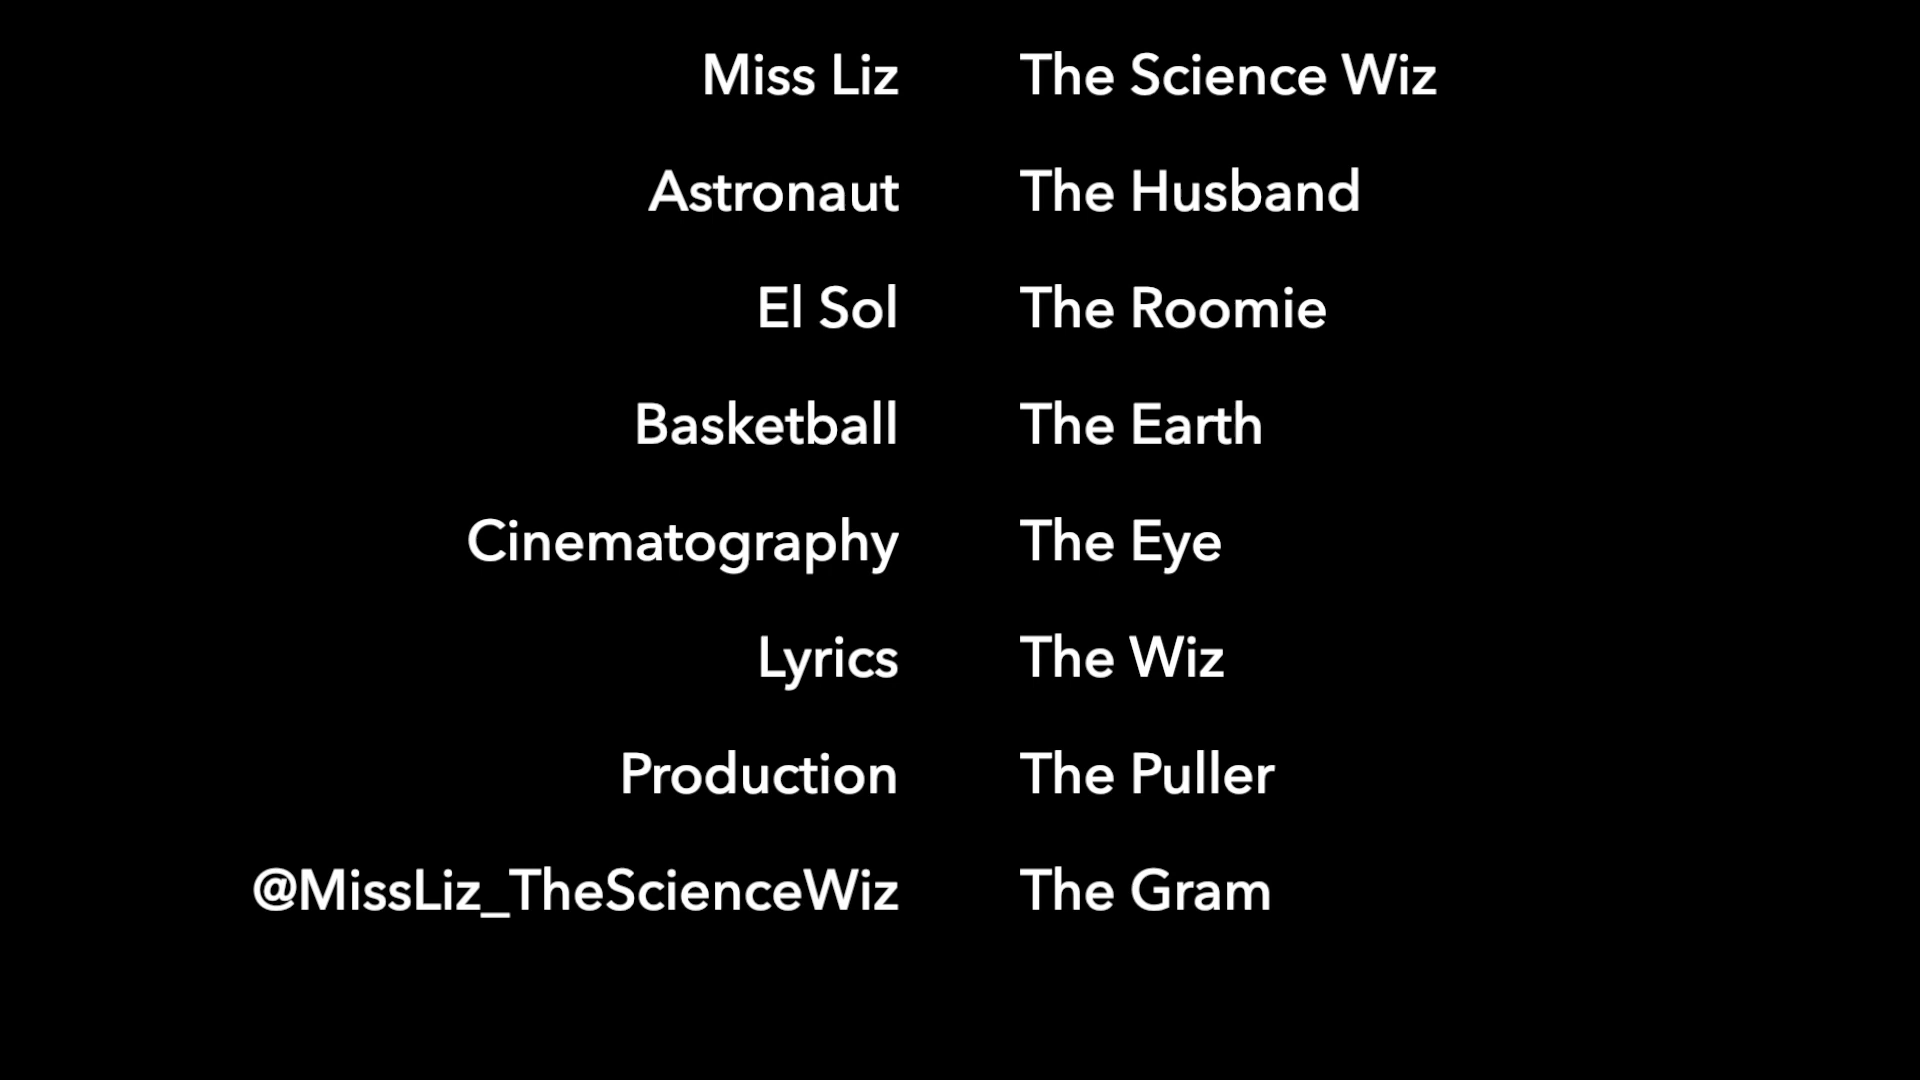 Miss Liz The Science Wiz
Astronaut The Husband
El Sol The Roomie
Basketball The Earth
Cinematography The Eye
Lyrics The Wiz
Production The Puller
@MissLiz_TheScienceWiz The Gram